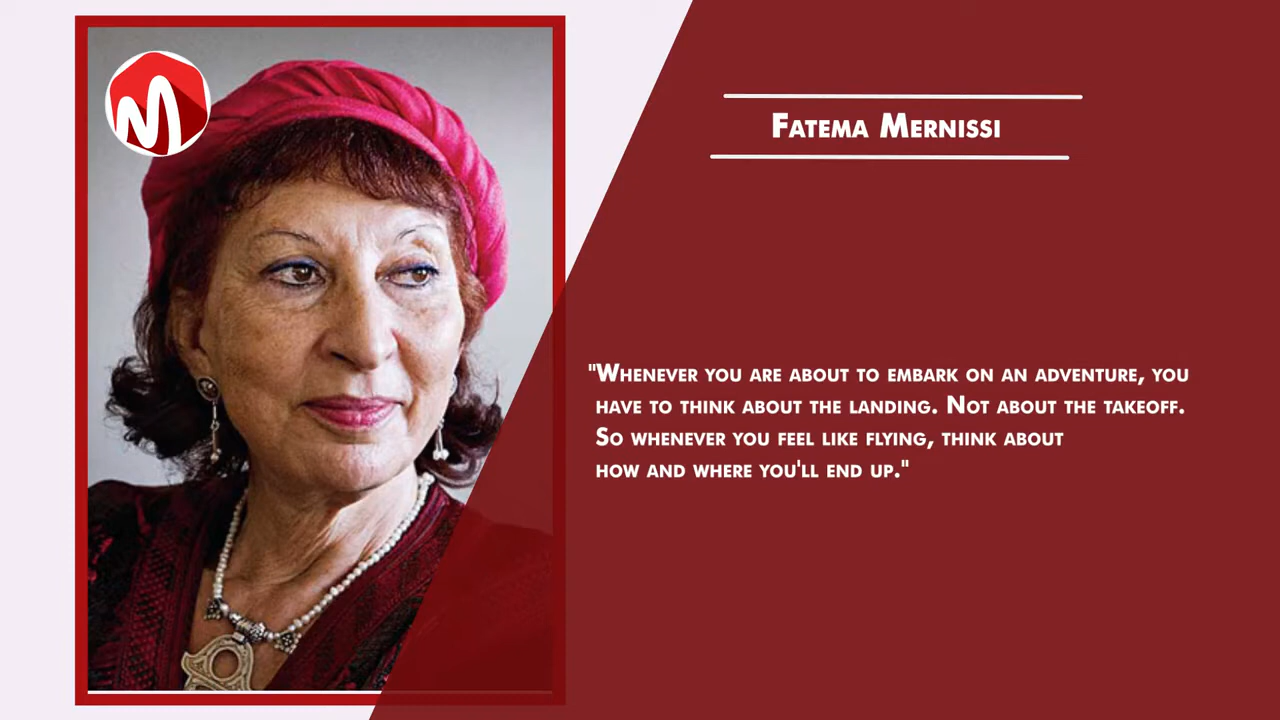 M
Fatema Mernissi
"Whenever you are about to embark on an adventure, you
have to think about the landing. Not about the takeoff.
So whenever you feel like flying, think about
how and where you'll end up."